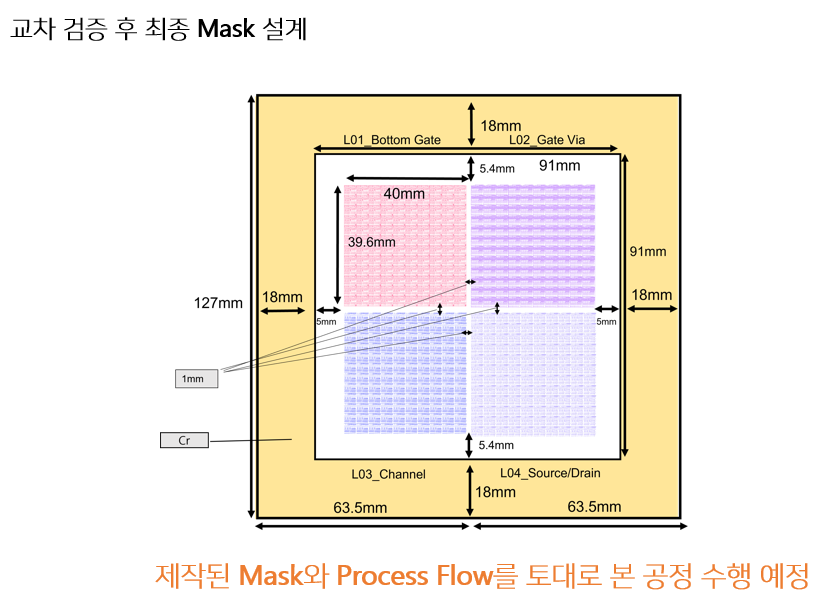 교차 검증 후 최종 Mask 설계
18mm
L01_Bottom Gate
L02_Gate Via
5.4mm
91mm
40mm
39.6mm
91mm
127mm
18mm
18mm
5mm
5mm
1mm
Cr
5.4mm
L03_Channel
L04_Source/Drain
18mm
63.5mm
63.5mm
제작된 Mask와 Process Flow를 토대로 본 공정 수행 예정